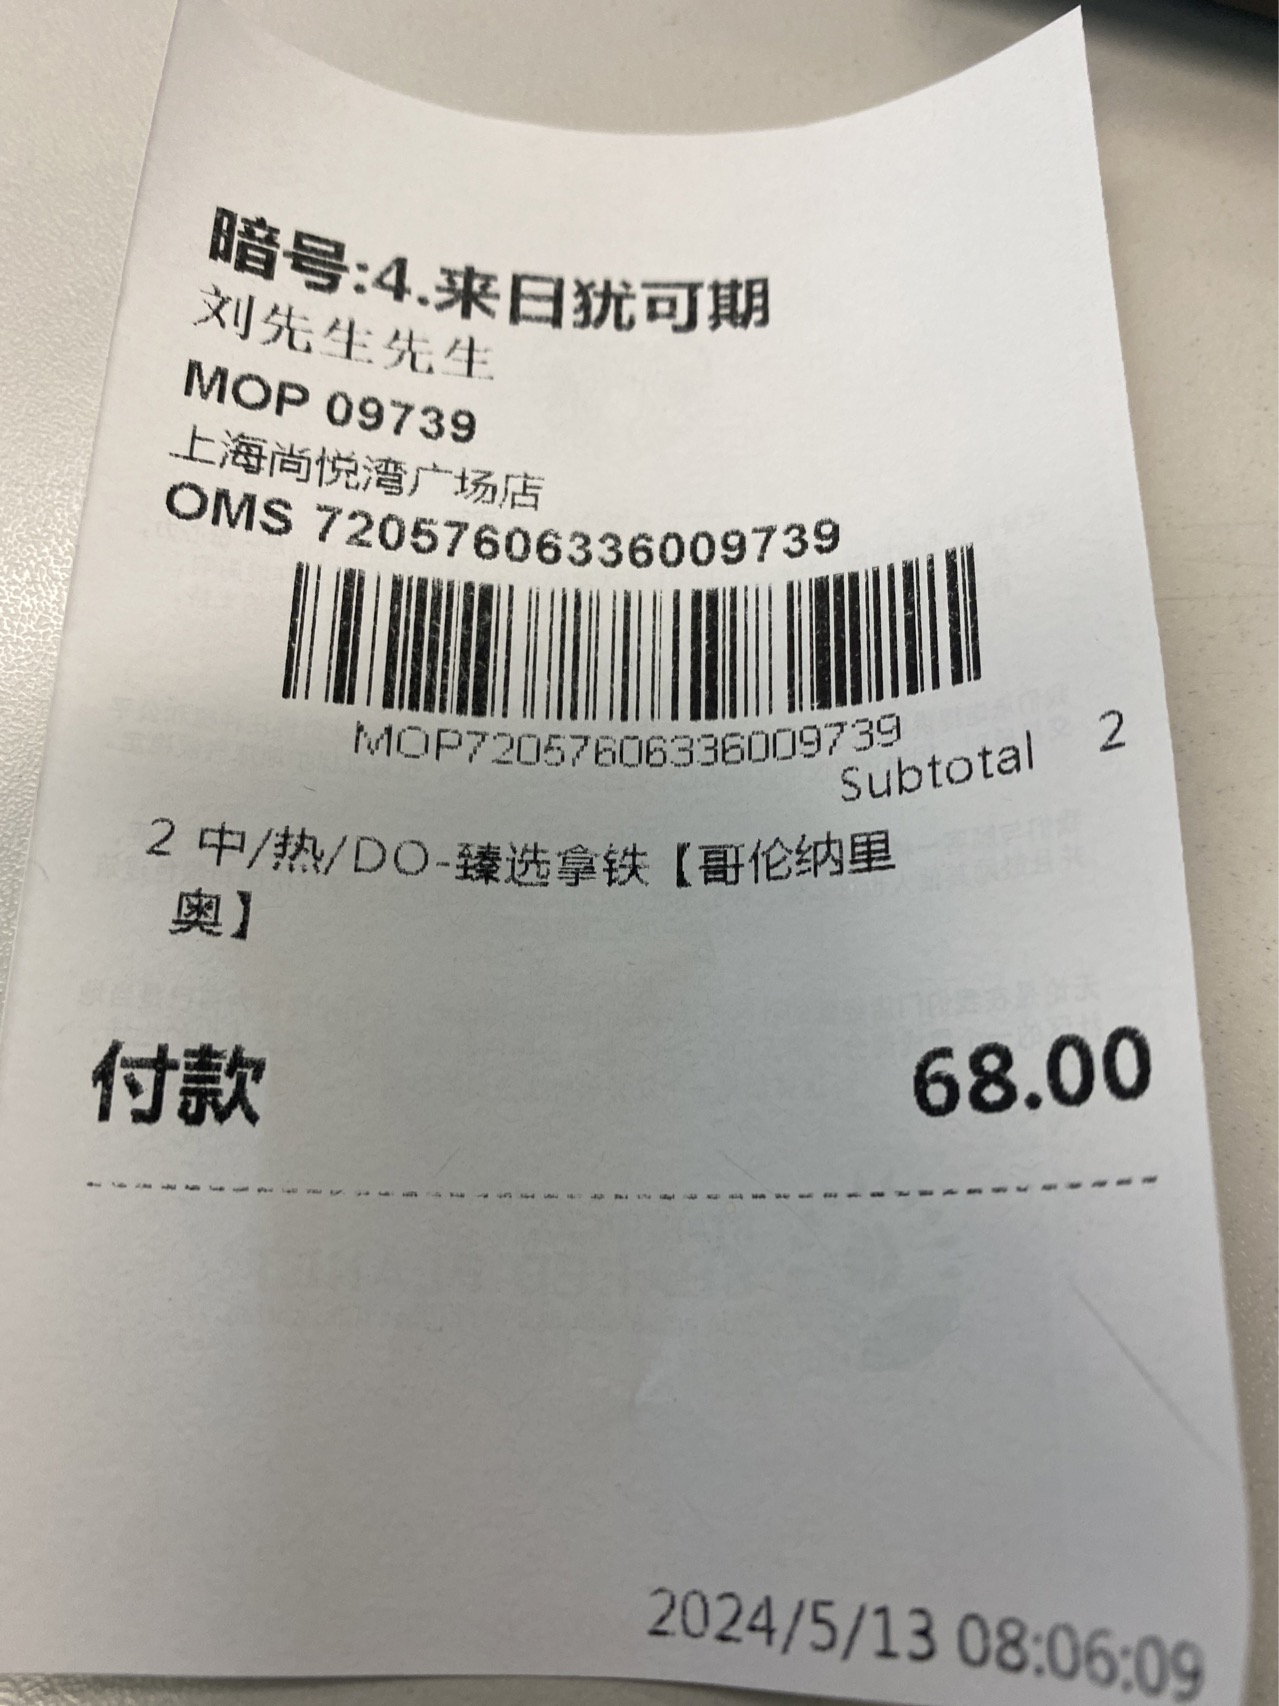 暗号:4.来日犹可期
刘先生先生
MOP 09739
上海尚悦湾广场店
OMS 72057606336009739
MOP72057606336009739
Subtotal 2
2 中/热/DO-臻选拿铁【哥伦纳里
奥】
付款 68.00
2024/5/13 08:06:09